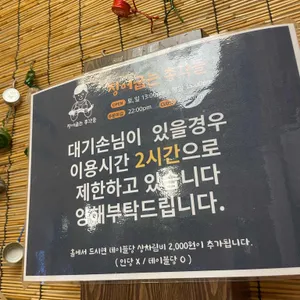 토,일 13:00pm
22:00pm
대기손님이 있을경우
이용시간 2시간으로
제한하고 있습니다
양해부탁드립니다.
홀에서 드시면 테이블당 상차림비 2,000원이 추가됩니다.
( 인당 X / 테이블당 O )